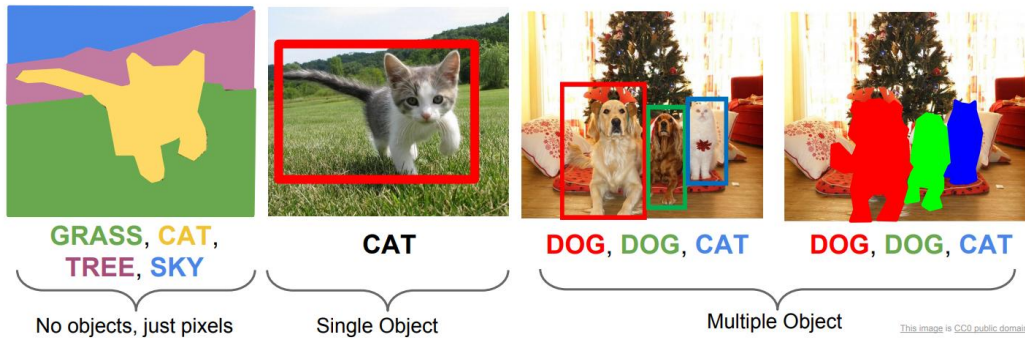 GRASS, CAT,
TREE, SKY
CAT
DOG, DOG, CAT
DOG, DOG, CAT
No objects, just pixels
Single Object
Multiple Object
This image is CC0 public domain